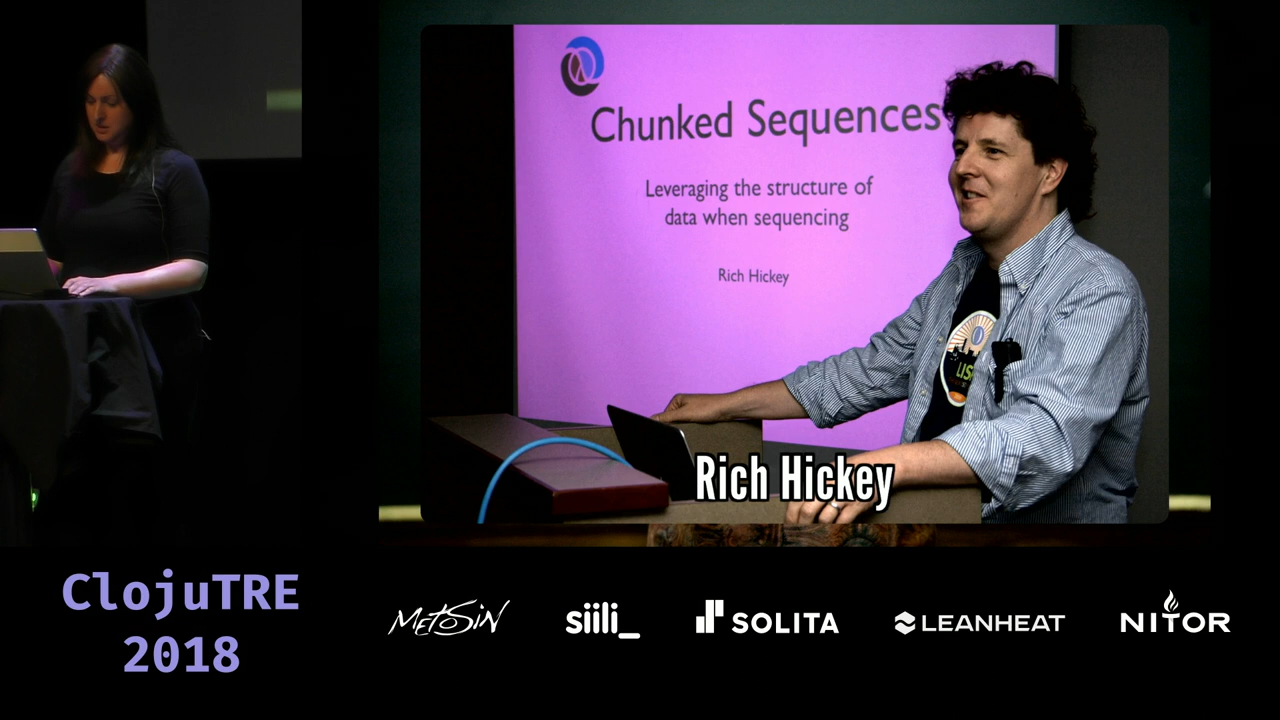 Chunked Sequences
Leveraging the structure of
data when sequencing
Rich Hickey
LIS
Rich Hickey
ClojuTRE
2018
METOSIN
siili_
SOLITA
LEANHEAT
NITOR